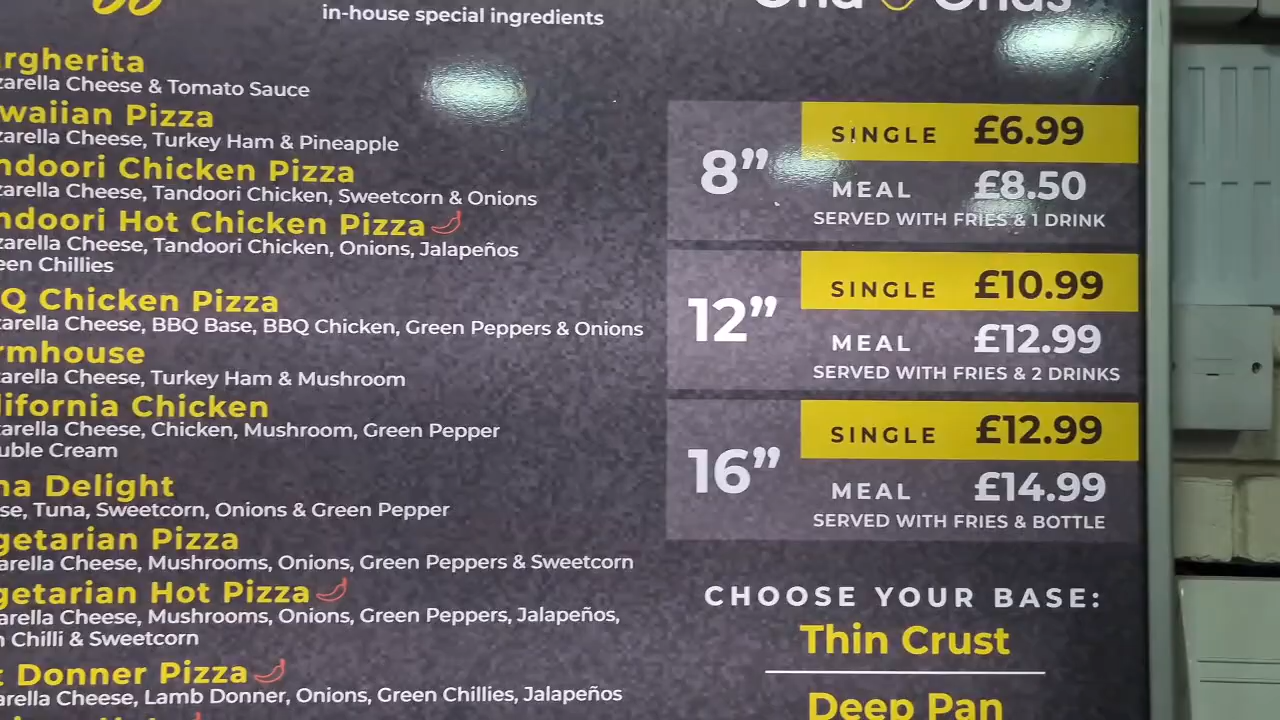 in-house special ingredients
rgherita
zarella Cheese & Tomato Sauce
waiian Pizza
zarella Cheese, Turkey Ham & Pineapple
ndoori Chicken Pizza
zarella Cheese, Tandoori Chicken, Sweetcorn & Onions
ndoori Hot Chicken Pizza
zarella Cheese, Tandoori Chicken, Onions, Jalapeños
een Chillies
Q Chicken Pizza
zarella Cheese, BBQ Base, BBQ Chicken, Green Peppers & Onions
rmhouse
zarella Cheese, Turkey Ham & Mushroom
lifornia Chicken
zarella Cheese, Chicken, Mushroom, Green Pepper
uble Cream
na Delight
se, Tuna, Sweetcorn, Onions & Green Pepper
getarian Pizza
arella Cheese, Mushrooms, Onions, Green Peppers & Sweetcorn
getarian Hot Pizza
arella Cheese, Mushrooms, Onions, Green Peppers, Jalapeños,
n Chilli & Sweetcorn
t Donner Pizza
arella Cheese, Lamb Donner, Onions, Green Chillies, Jalapeños
8”
SINGLE £6.99
MEAL £8.50
SERVED WITH FRIES & 1 DRINK
12”
SINGLE £10.99
MEAL £12.99
SERVED WITH FRIES & 2 DRINKS
16”
SINGLE £12.99
MEAL £14.99
SERVED WITH FRIES & BOTTLE
CHOOSE YOUR BASE:
Thin Crust
Deep Pan